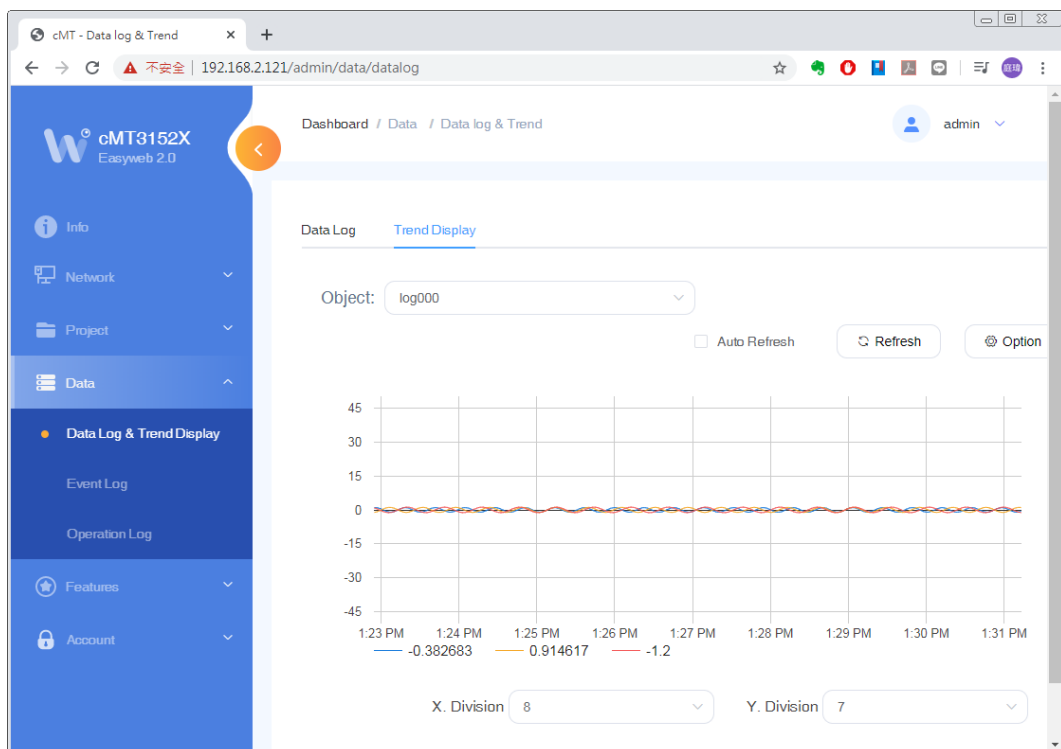 cMT - Data log & Trend
不安全 | 192.168.2.121/admin/data/datalog
庭瑋
cMT3152X
Easyweb 2.0
Dashboard / Data / Data log & Trend
admin
Info
Network
Project
Data
Data Log & Trend Display
Event Log
Operation Log
Features
Account
Data Log Trend Display
Object: log000
Auto Refresh Refresh Option
45
30
15
0
-15
-30
-45
1:23 PM 1:24 PM 1:25 PM 1:26 PM 1:27 PM 1:28 PM 1:29 PM 1:30 PM 1:31 PM
-0.382683 0.914617 -1.2
X. Division 8 Y. Division 7